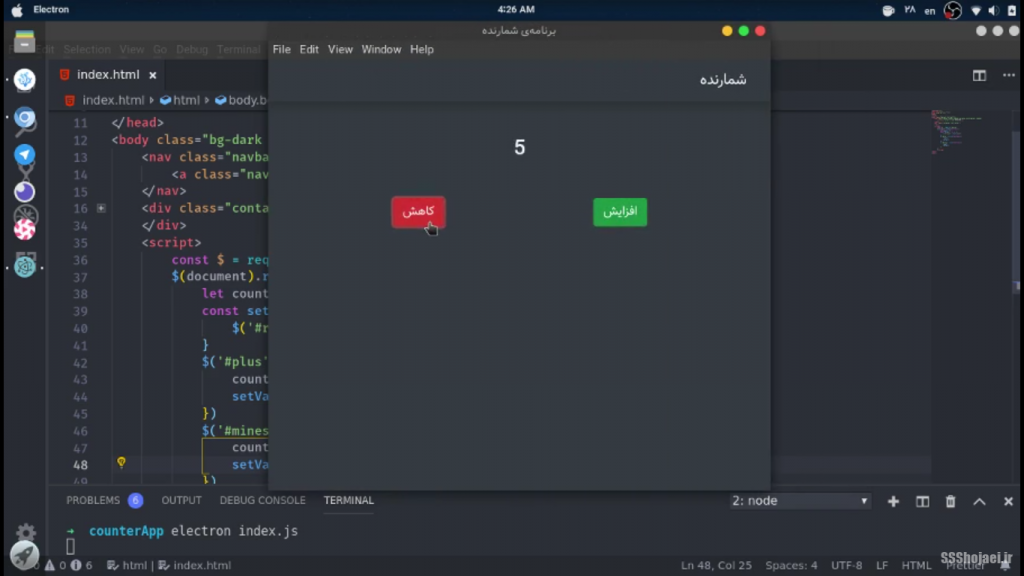 Electron
4:26 AM
۲۸ en
برنامه‌ی شمارنده
Selection View Go Debug Terminal
File Edit View Window Help
index.html
شمارنده
index.html html body.b
11 </head>
12 <body class="bg-dark
13 <nav class="navba
14 <a class="nav
15 </nav>
16 <div class="conta
34 </div>
35 <script>
36 const $ = req
37 $(document).r
38 let count
39 const set
40 $('#r
41 }
42 $('#plus'
43 count
44 setVa
45 })
46 $('#mines
47 count
48 setVa
49 })
5
کاهش
افزایش
PROBLEMS 6 OUTPUT DEBUG CONSOLE TERMINAL
2: node
→ counterApp electron index.js
SSShojaei.ir
0 6 html | index.html
Ln 48, Col 25 Spaces: 4 UTF-8 LF HTML Prettier